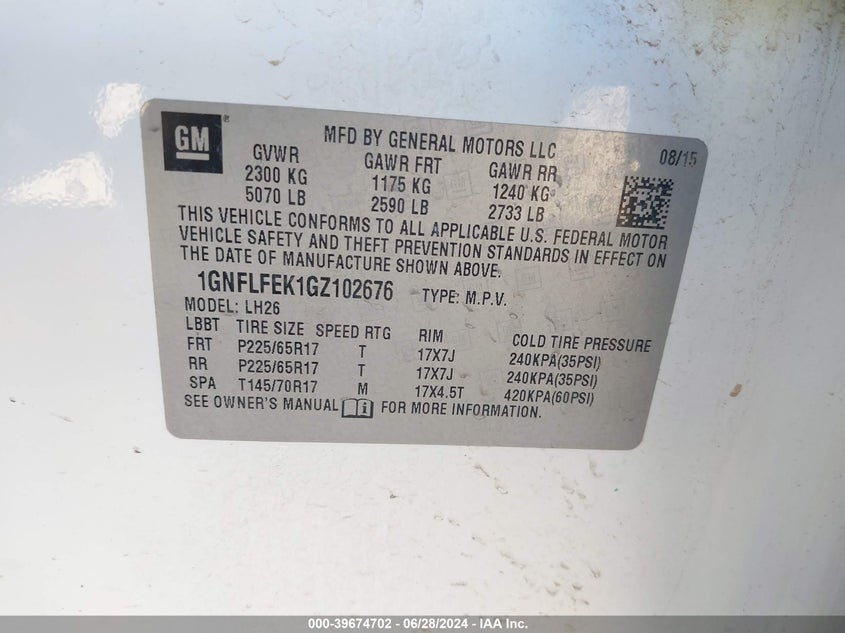 GM®
MFD BY GENERAL MOTORS LLC 08/15
GVWR GAWR FRT GAWR RR
2300 KG 1175 KG 1240 KG
5070 LB 2590 LB 2733 LB
THIS VEHICLE CONFORMS TO ALL APPLICABLE U.S. FEDERAL MOTOR
VEHICLE SAFETY AND THEFT PREVENTION STANDARDS IN EFFECT ON
THE DATE OF MANUFACTURE SHOWN ABOVE.
1GNFLFEK1GZ102676 TYPE: M.P.V.
MODEL: LH26
LBBT TIRE SIZE SPEED RTG RIM COLD TIRE PRESSURE
FRT P225/65R17 T 17X7J 240KPA(35PSI)
RR P225/65R17 T 17X7J 240KPA(35PSI)
SPA T145/70R17 M 17X4.5T 420KPA(60PSI)
SEE OWNER'S MANUAL i FOR MORE INFORMATION.
000-39674702 - 06/28/2024 - IAA Inc.